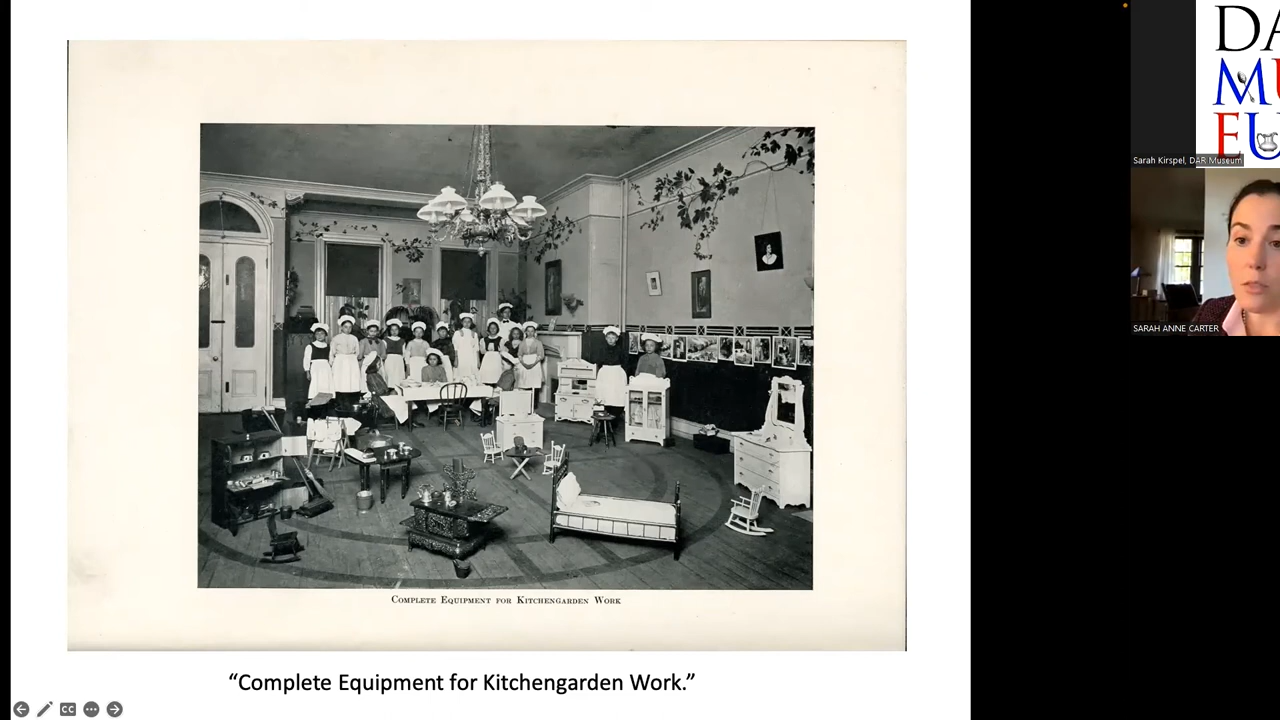 COMPLETE EQUIPMENT FOR KITCHENGARDEN WORK
“Complete Equipment for Kitchengarden Work.”
CC
DA
MU
EU
Sarah Kirspel, DAR Museum
SARAH ANNE CARTER